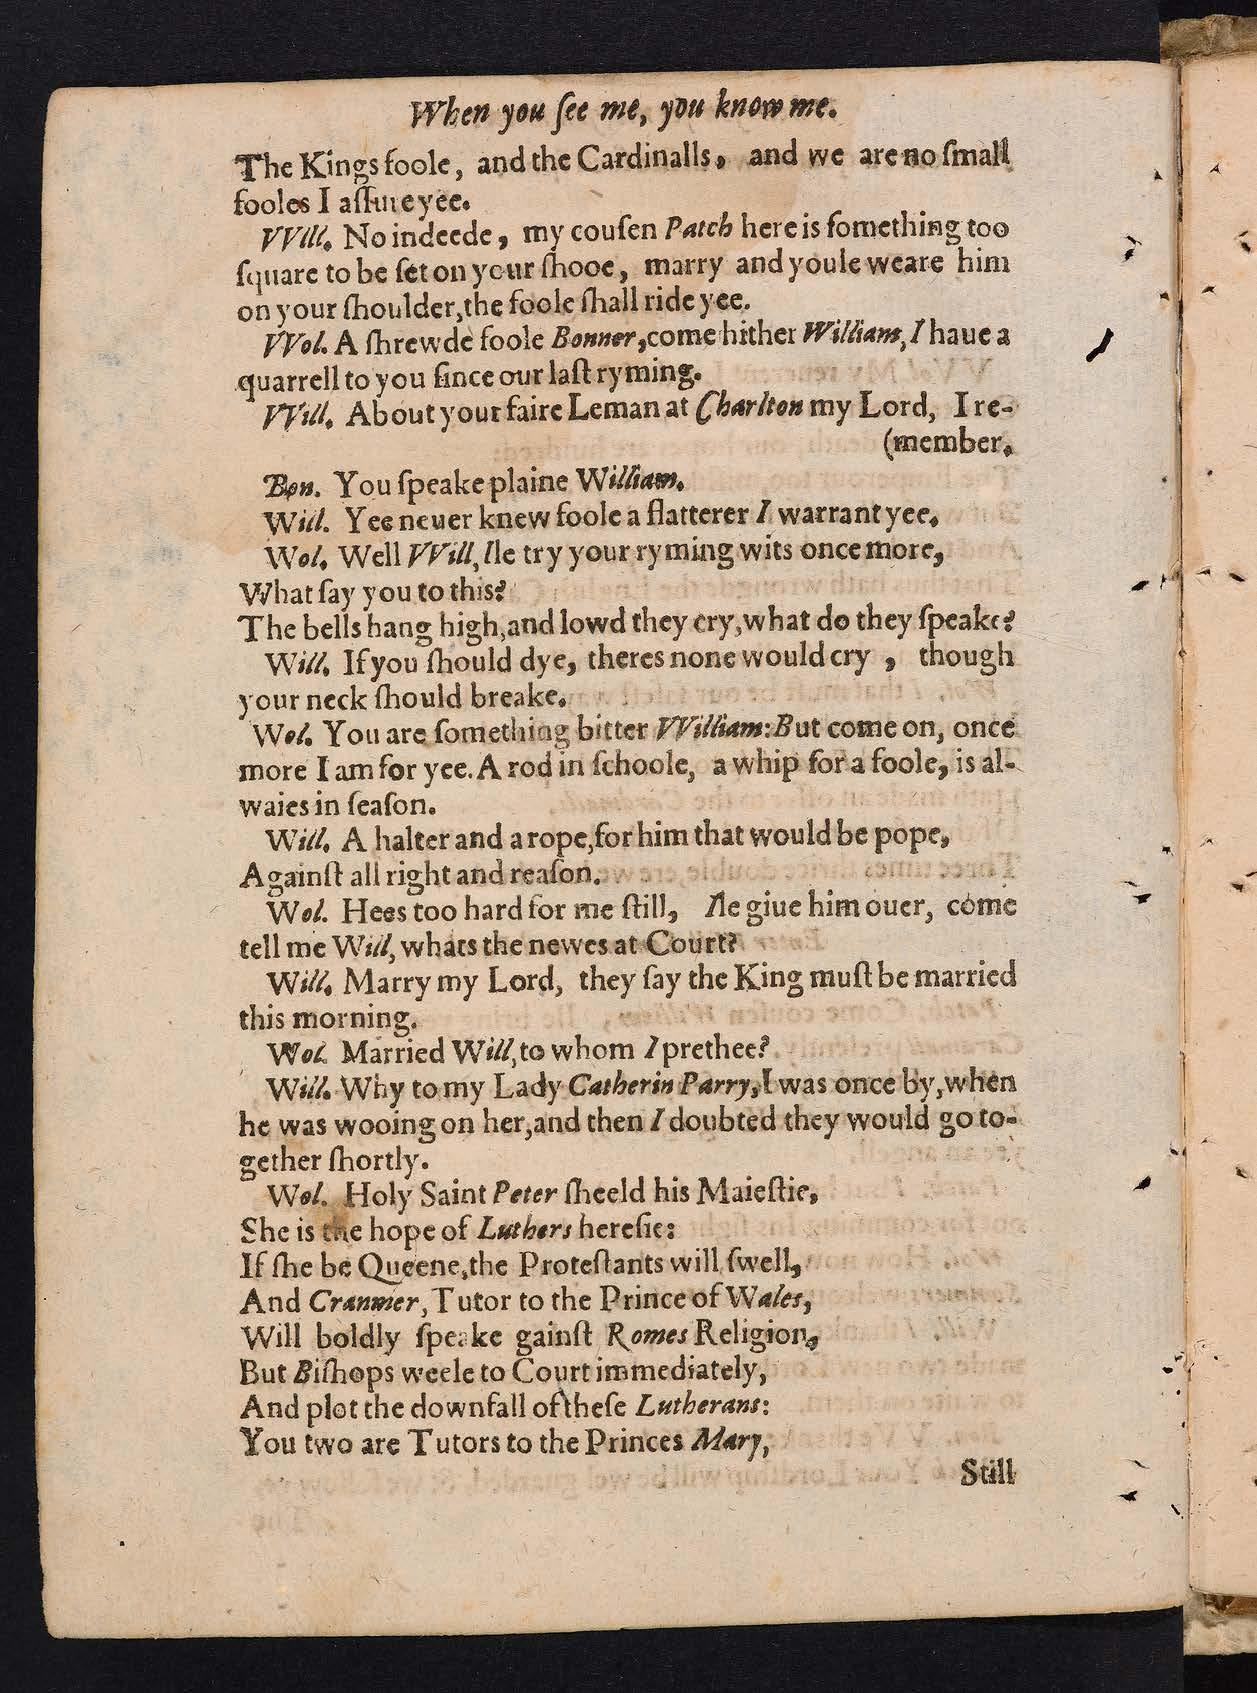 When you ſee me, you know me.
The Kings foole, and the Cardinalls, and we are no ſmall
fooles I aſſure yee.
VVill. No indeede, my couſen Patch here is ſomething too
ſquare to be ſet on your ſhooe, marry and youle weare him
on your ſhoulder, the foole ſhall ride yee.
VVol. A ſhrewde foole Bonner, come hither William, I haue a
quarrell to you ſince our laſt ryming.
VVill. About your faire Leman at Charlton my Lord, I re-
(member.
Bon. You ſpeake plaine William.
Will. Yee neuer knew foole a flatterer I warrant yee.
Wol. Well VVill, Ile try your ryming wits once more,
What ſay you to this?
The bells hang high, and lowd they cry, what do they ſpeake?
Will. If you ſhould dye, theres none would cry , though
your neck ſhould breake.
Wol. You are ſomething bitter VVilliam: But come on, once
more I am for yee. A rod in ſchoole, a whip for a foole, is al-
waies in ſeaſon.
Will. A halter and a rope, for him that would be pope,
Againſt all right and reaſon.
Wol. Hees too hard for me ſtill, Ile giue him ouer, come
tell me Will, whats the newes at Court?
Will. Marry my Lord, they ſay the King muſt be married
this morning.
Wol. Married Will, to whom I prethee?
Will. Why to my Lady Catherin Parry, I was once by, when
he was wooing on her, and then I doubted they would go to-
gether ſhortly.
Wol. Holy Saint Peter ſheeld his Maieſtie,
She is the hope of Luthers hereſie:
If ſhe be Queene, the Proteſtants will ſwell,
And Cranmer, Tutor to the Prince of Wales,
Will boldly ſpeake gainſt Romes Religion,
But Biſhops weele to Court immediately,
And plot the downfall of theſe Lutherans:
You two are Tutors to the Princes Mary,
Still